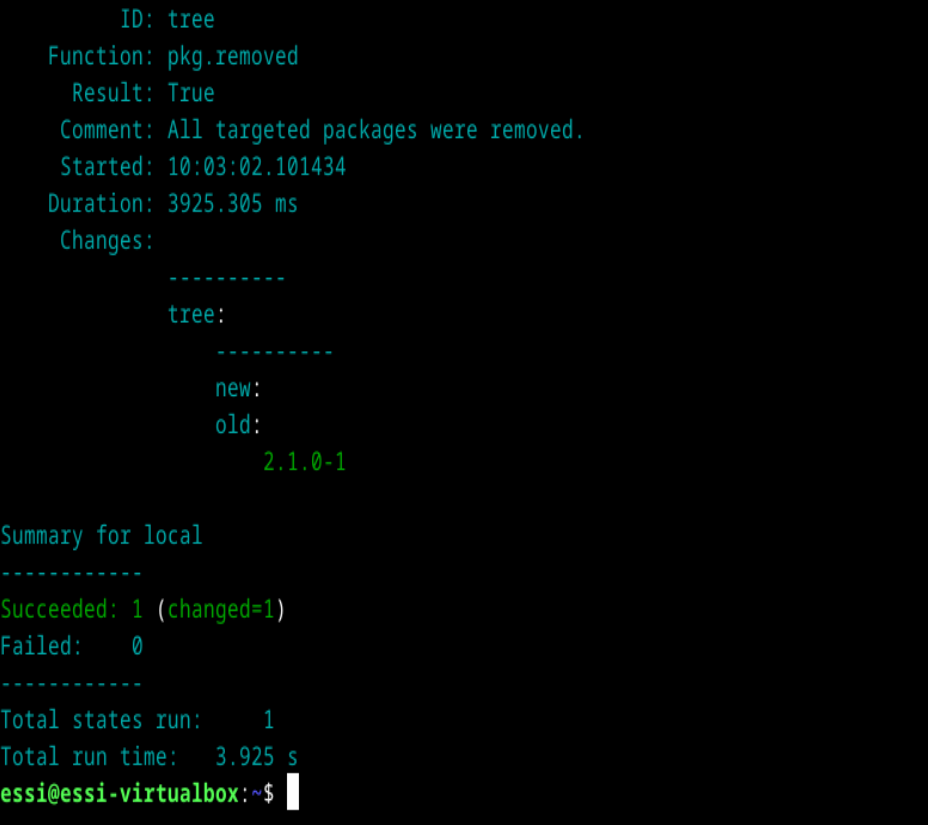 ID: tree
Function: pkg.removed
Result: True
Comment: All targeted packages were removed.
Started: 10:03:02.101434
Duration: 3925.305 ms
Changes:
----------
tree:
----------
new:
old:
2.1.0-1
Summary for local
------------
Succeeded: 1 (changed=1)
Failed:    0
------------
Total states run:     1
Total run time:   3.925 s
essi@essi-virtualbox:~$